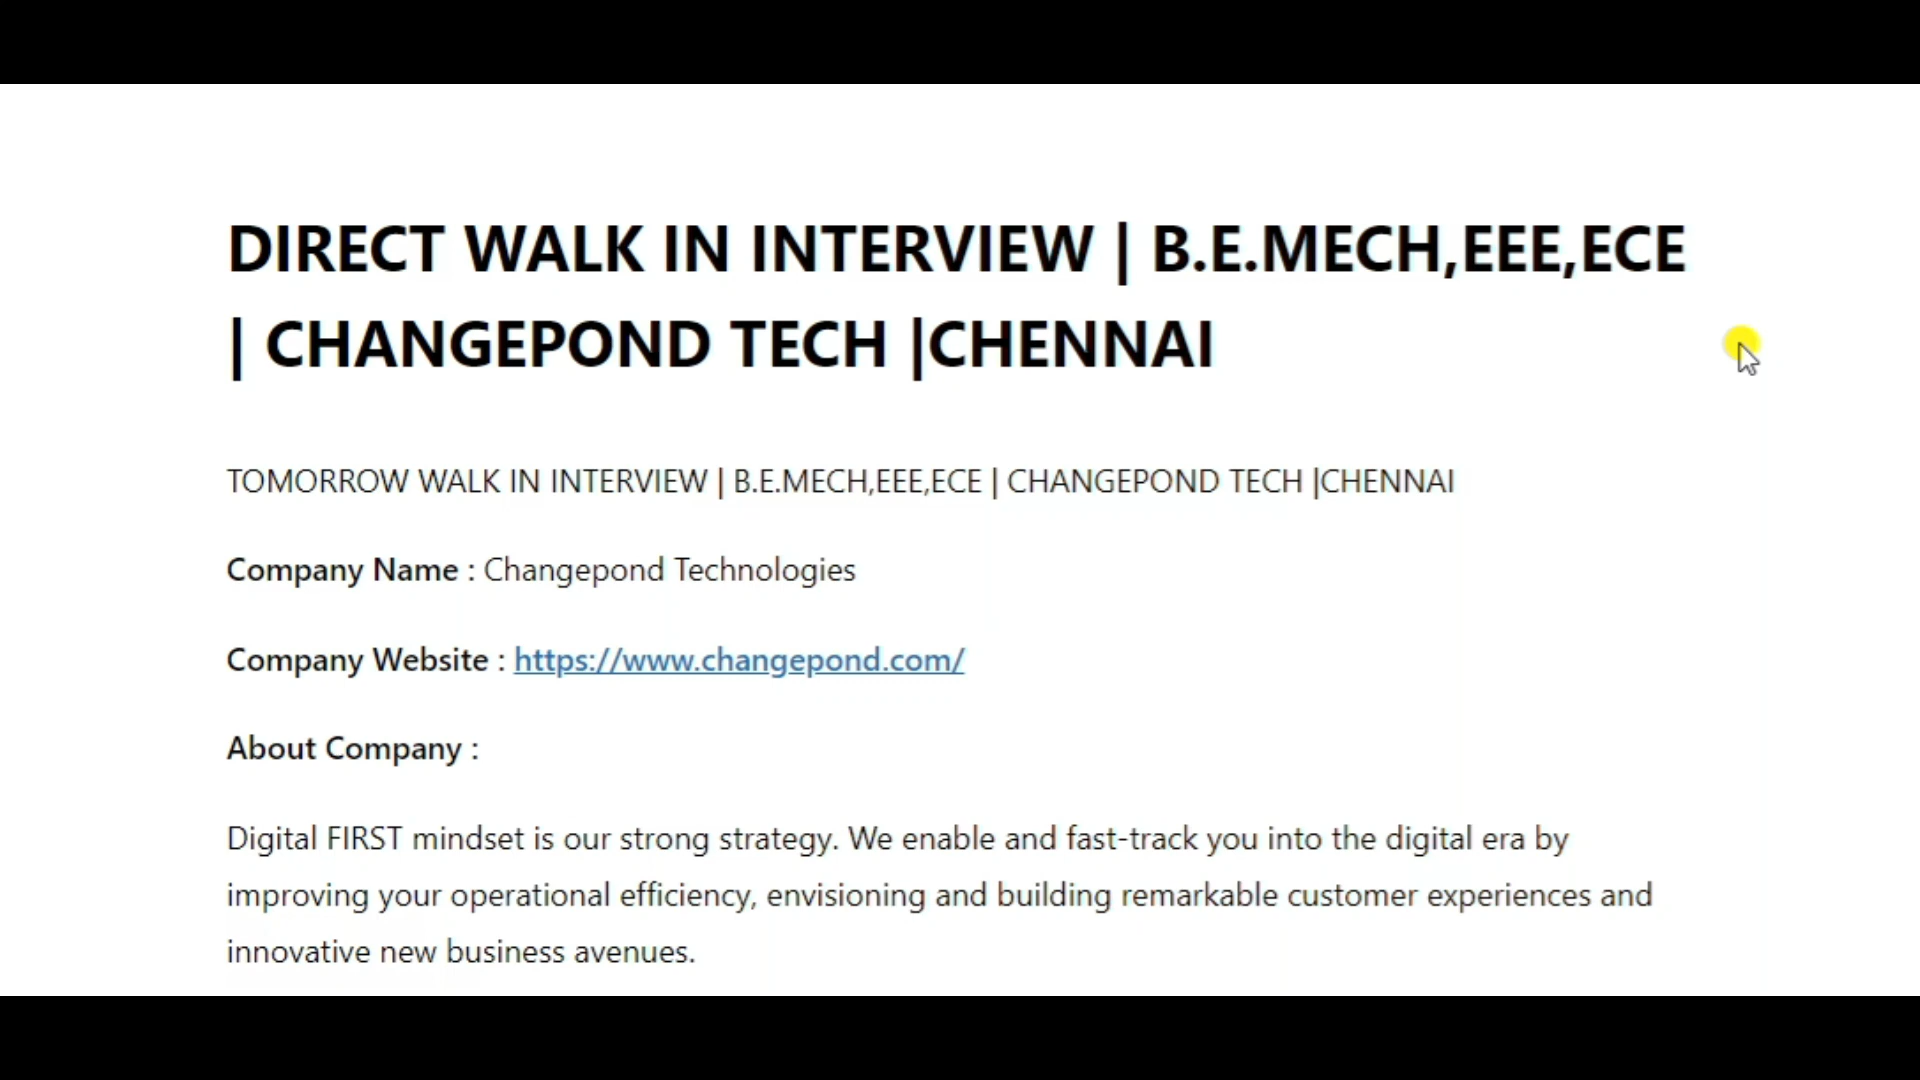 DIRECT WALK IN INTERVIEW | B.E.MECH,EEE,ECE
| CHANGEPOND TECH |CHENNAI
TOMORROW WALK IN INTERVIEW | B.E.MECH,EEE,ECE | CHANGEPOND TECH |CHENNAI
Company Name : Changepond Technologies
Company Website : https://www.changepond.com/
About Company :
Digital FIRST mindset is our strong strategy. We enable and fast-track you into the digital era by
improving your operational efficiency, envisioning and building remarkable customer experiences and
innovative new business avenues.